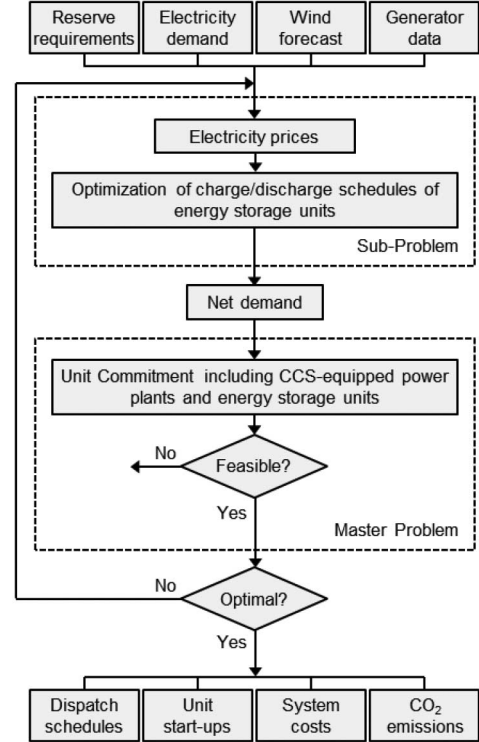 Reserve
requirements
Electricity
demand
Wind
forecast
Generator
data
Electricity prices
Optimization of charge/discharge schedules of
energy storage units
Sub-Problem
Net demand
Unit Commitment including CCS-equipped power
plants and energy storage units
No
Feasible?
Yes
Master Problem
No
Optimal?
Yes
Dispatch
schedules
Unit
start-ups
System
costs
CO₂
emissions